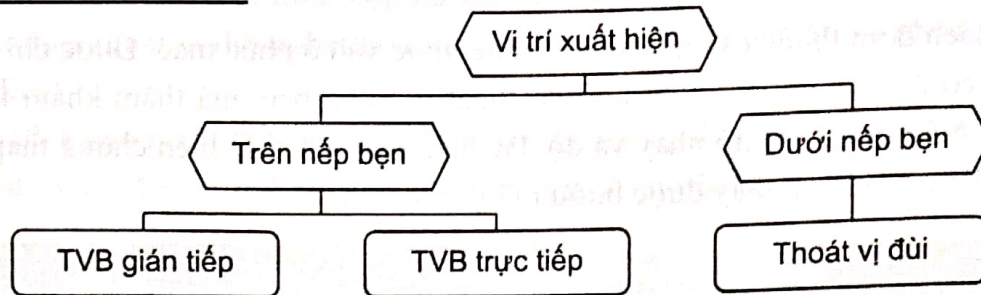 Vị trí xuất hiện
Trên nếp bẹn
Dưới nếp bẹn
TVB gián tiếp
TVB trực tiếp
Thoát vị đùi